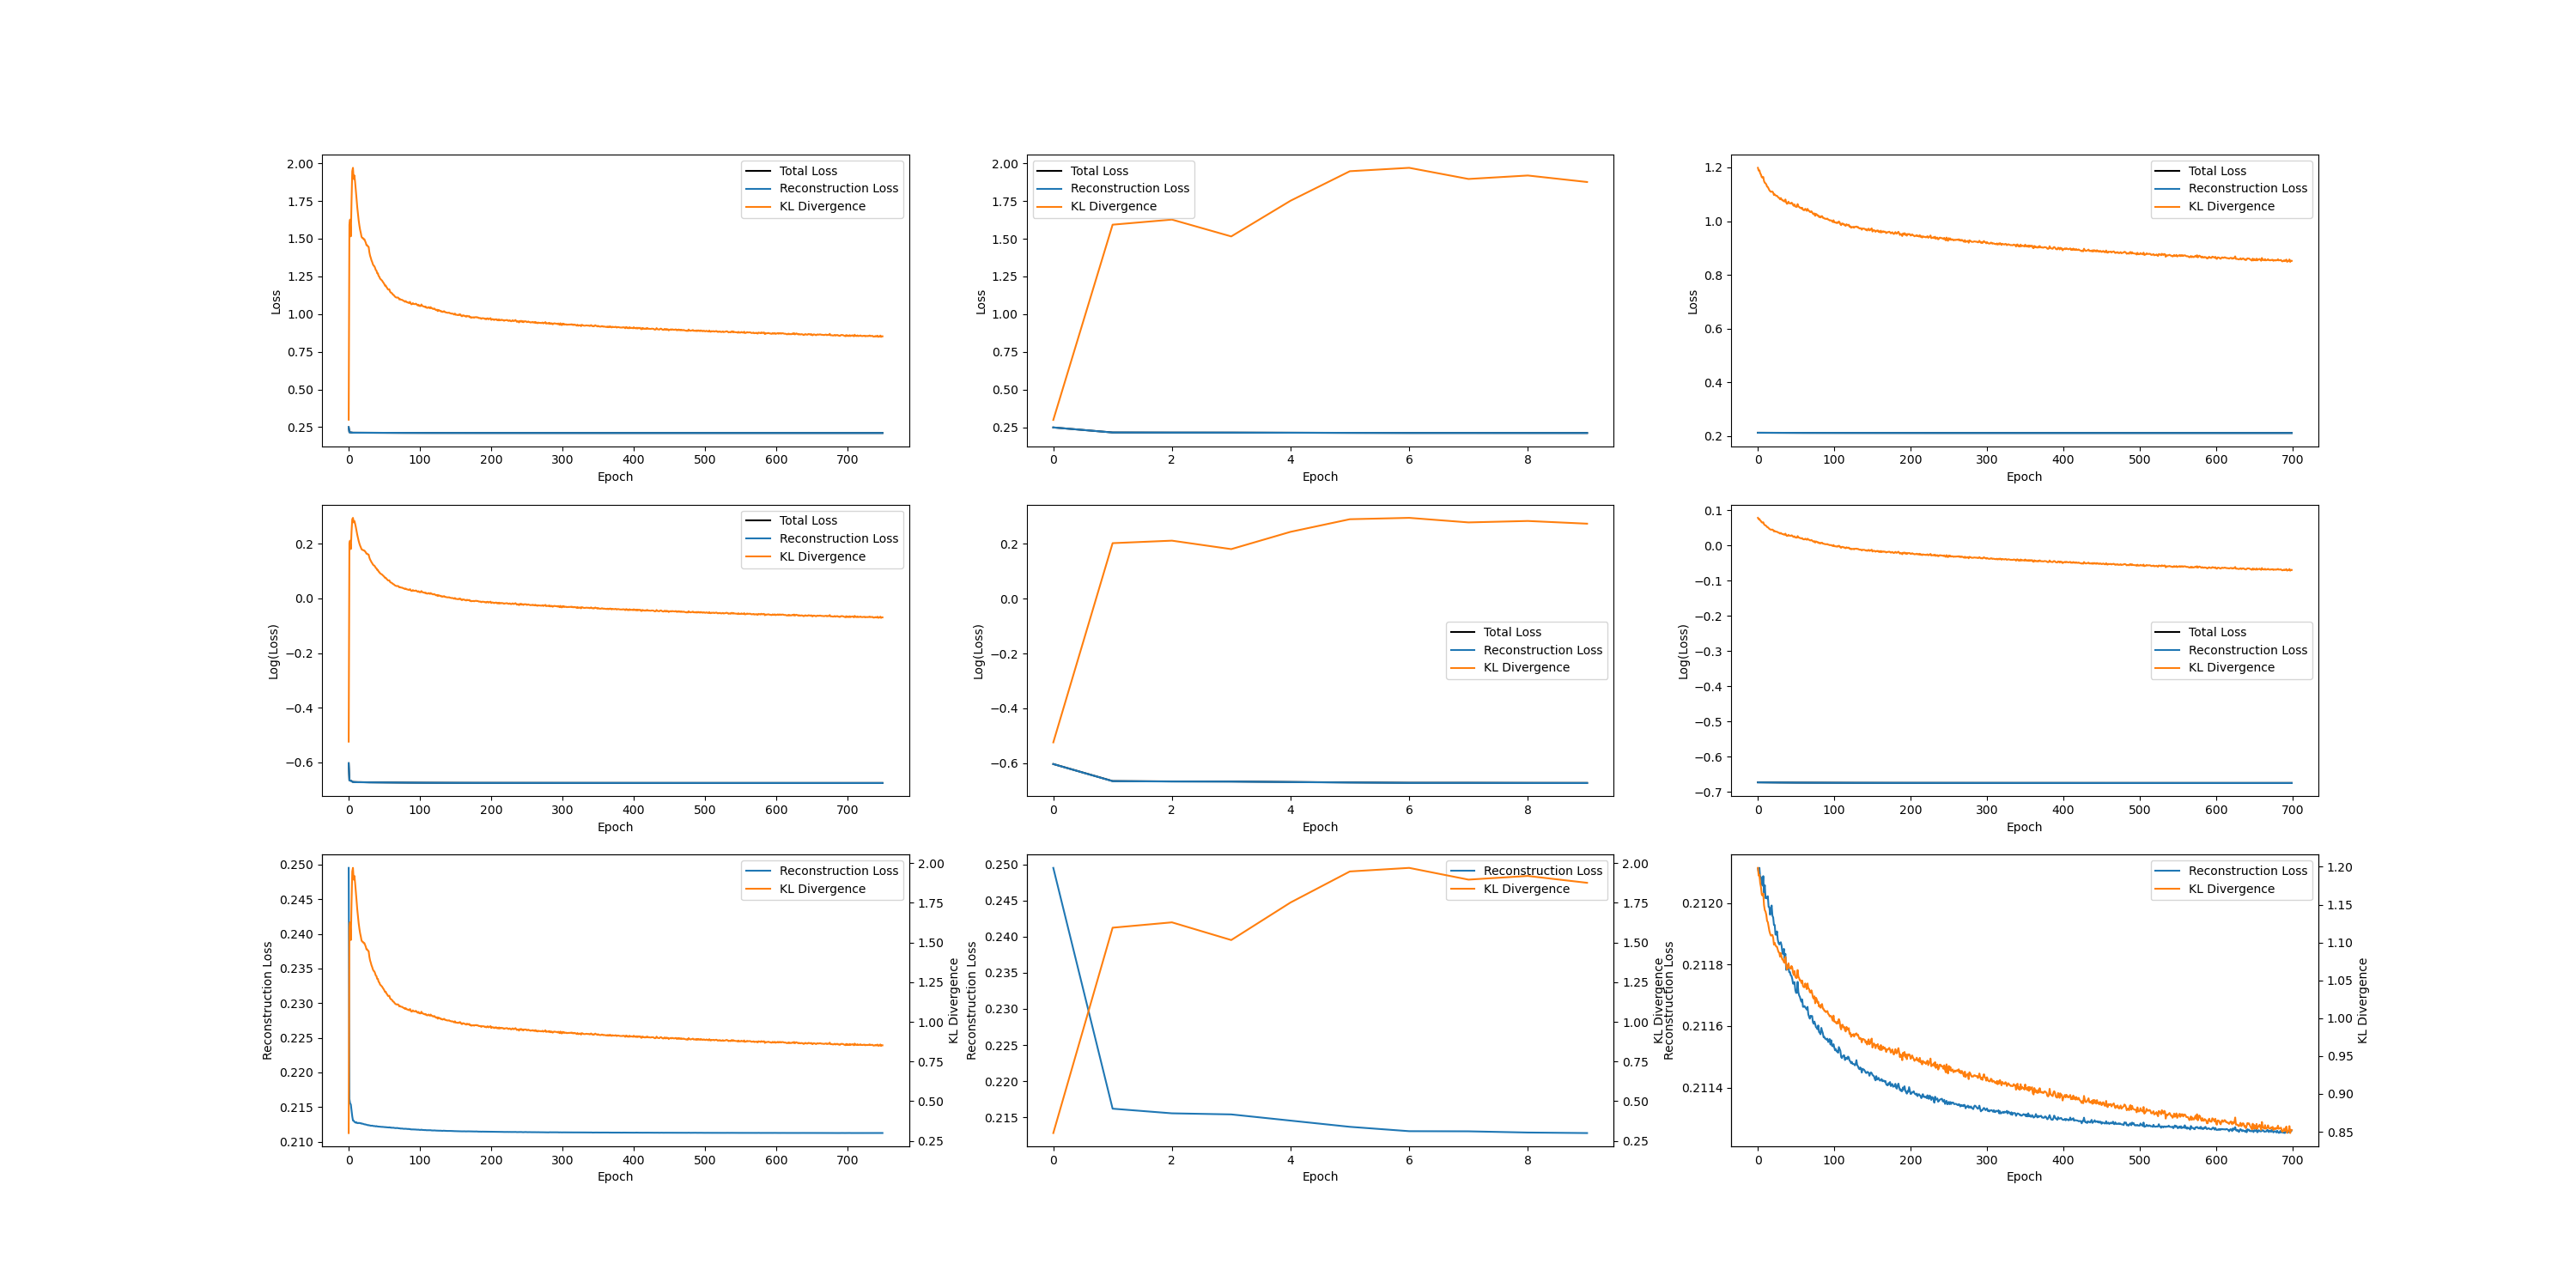 2.00
1.75
1.50
1.25
1.00
0.75
0.50
0.25
Loss
0 100 200 300 400 500 600 700
Epoch
Total Loss
Reconstruction Loss
KL Divergence
2.00
1.75
1.50
1.25
1.00
0.75
0.50
0.25
Loss
0 2 4 6 8
Epoch
Total Loss
Reconstruction Loss
KL Divergence
1.2
1.0
0.8
0.6
0.4
0.2
Loss
0 100 200 300 400 500 600 700
Epoch
Total Loss
Reconstruction Loss
KL Divergence
0.2
0.0
−0.2
−0.4
−0.6
Log(Loss)
0 100 200 300 400 500 600 700
Epoch
Total Loss
Reconstruction Loss
KL Divergence
0.2
0.0
−0.2
−0.4
−0.6
Log(Loss)
0 2 4 6 8
Epoch
Total Loss
Reconstruction Loss
KL Divergence
0.1
0.0
−0.1
−0.2
−0.3
−0.4
−0.5
−0.6
−0.7
Log(Loss)
0 100 200 300 400 500 600 700
Epoch
Total Loss
Reconstruction Loss
KL Divergence
0.250
0.245
0.240
0.235
0.230
0.225
0.220
0.215
0.210
Reconstruction Loss
0 100 200 300 400 500 600 700
Epoch
Reconstruction Loss
KL Divergence
2.00
1.75
1.50
1.25
1.00
0.75
0.50
0.25
KL Divergence
0.250
0.245
0.240
0.235
0.230
0.225
0.220
0.215
Reconstruction Loss
0 2 4 6 8
Epoch
Reconstruction Loss
KL Divergence
2.00
1.75
1.50
1.25
1.00
0.75
0.50
0.25
KL Divergence
0.2120
0.2118
0.2116
0.2114
Reconstruction Loss
0 100 200 300 400 500 600 700
Epoch
Reconstruction Loss
KL Divergence
1.20
1.15
1.10
1.05
1.00
0.95
0.90
0.85
KL Divergence